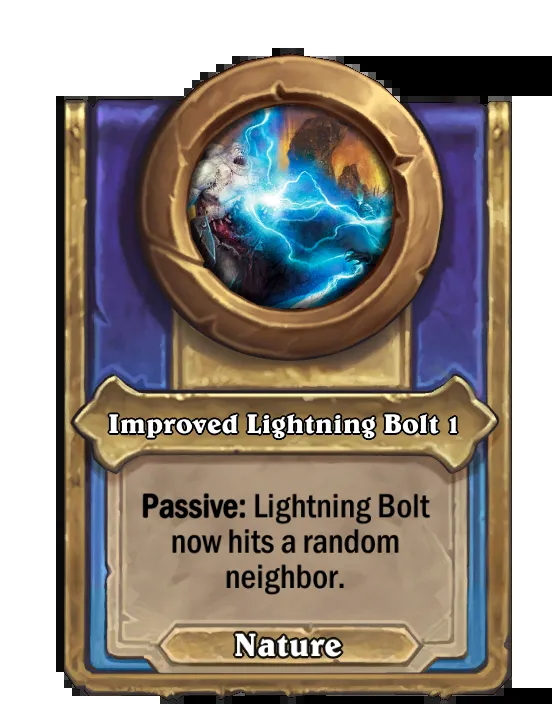 Improved Lightning Bolt 1
Passive: Lightning Bolt
now hits a random
neighbor.
Nature